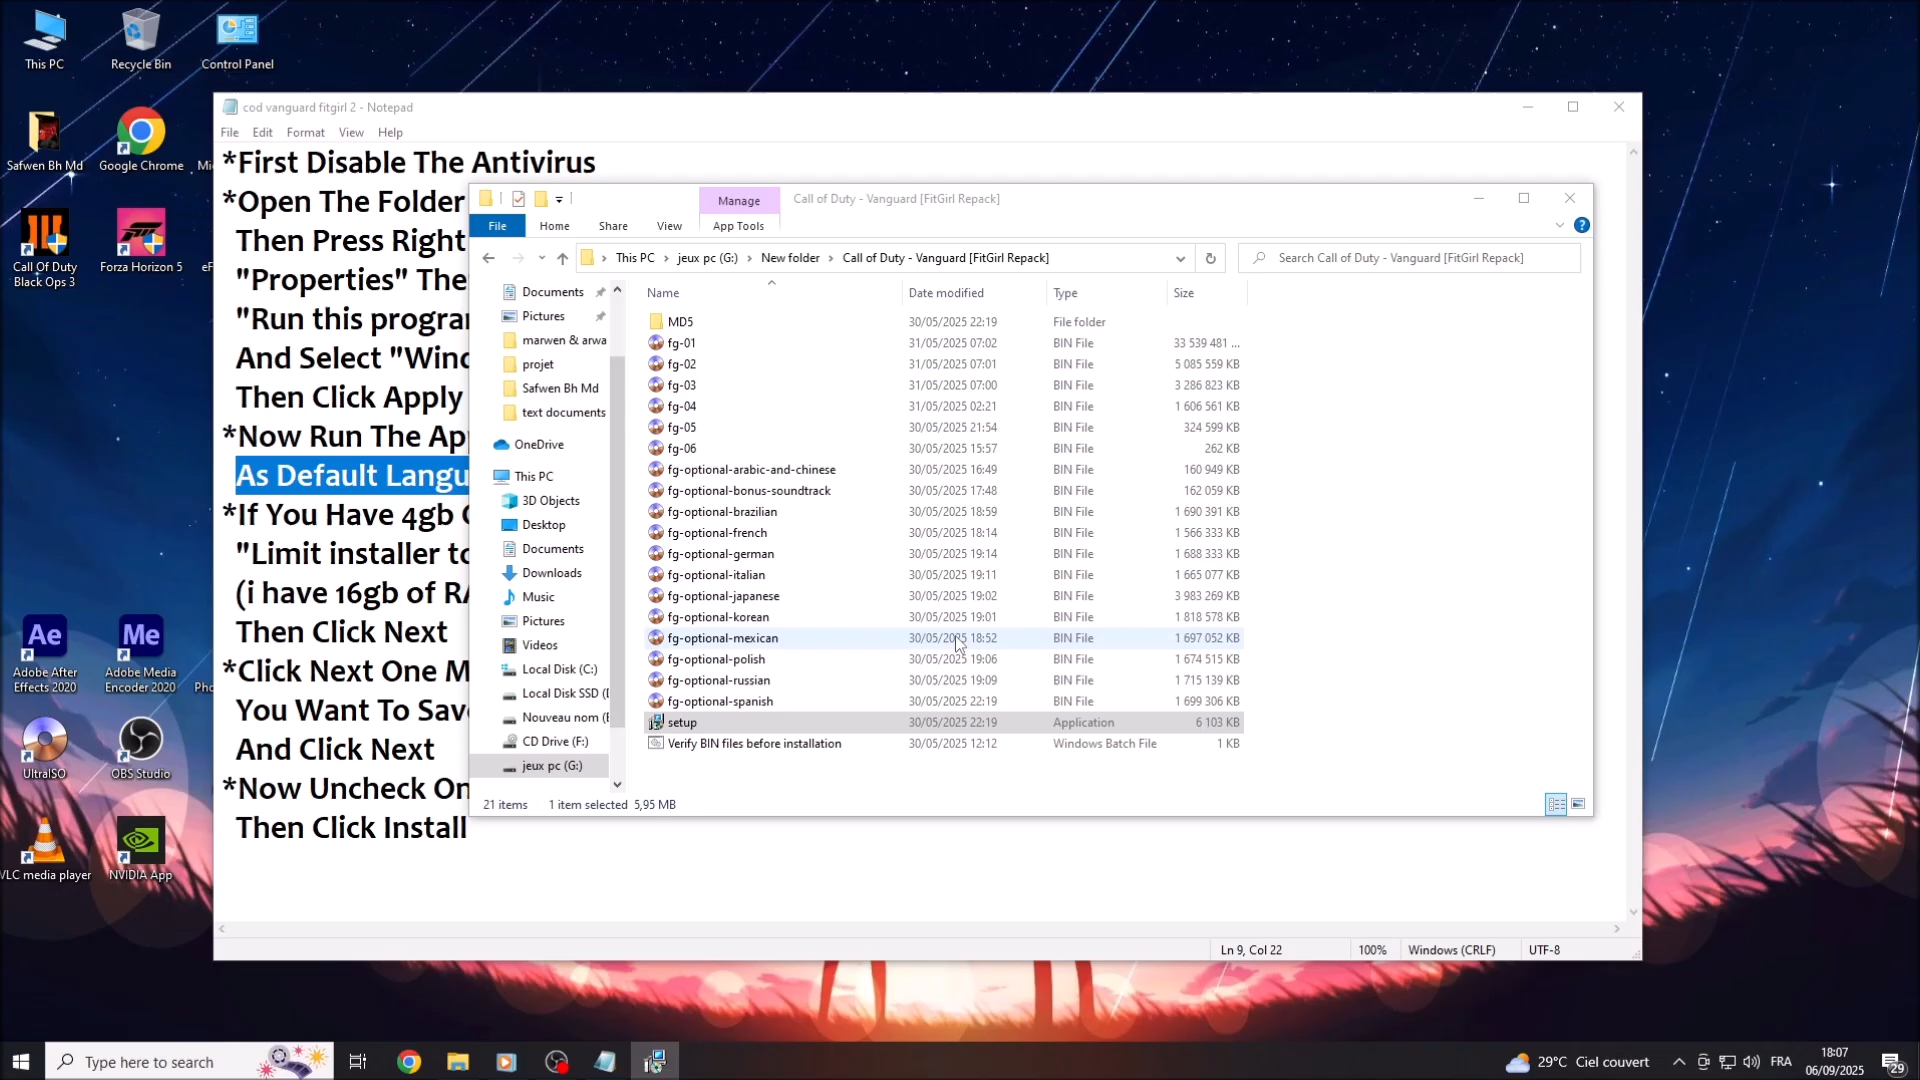 This PC
Recycle Bin
Control Panel
Safwen Bh Md
Google Chrome
Call Of Duty
Black Ops 3
Forza Horizon 5
Ae
Adobe After
Effects 2020
Me
Adobe Media
Encoder 2020
UltraISO
OBS Studio
VLC media player
NVIDIA App
cod vanguard fitgirl 2 - Notepad
File Edit Format View Help
*First Disable The Antivirus
*Open The Folder
Then Press Right
"Properties" The
"Run this progra
And Select "Wind
Then Click Apply
*Now Run The Ap
As Default Langu
*If You Have 4gb
"Limit installer to
(i have 16gb of RA
Then Click Next
*Click Next One M
You Want To Save
And Click Next
*Now Uncheck On
Then Click Install
Ln 9, Col 22 100% Windows (CRLF) UTF-8
Manage Call of Duty - Vanguard [FitGirl Repack]
File Home Share View App Tools
This PC › jeux pc (G:) › New folder › Call of Duty - Vanguard [FitGirl Repack]
Search Call of Duty - Vanguard [FitGirl Repack]
Documents
Pictures
marwen & arwa
projet
Safwen Bh Md
text documents
OneDrive
This PC
3D Objects
Desktop
Documents
Downloads
Music
Pictures
Videos
Local Disk (C:)
Local Disk SSD (
Nouveau nom (
CD Drive (F:)
jeux pc (G:)
Name Date modified Type Size
MD5 30/05/2025 22:19 File folder
fg-01 31/05/2025 07:02 BIN File 33 539 481 ...
fg-02 31/05/2025 07:01 BIN File 5 085 559 KB
fg-03 31/05/2025 07:00 BIN File 3 286 823 KB
fg-04 31/05/2025 02:21 BIN File 1 606 561 KB
fg-05 30/05/2025 21:54 BIN File 324 599 KB
fg-06 30/05/2025 15:57 BIN File 262 KB
fg-optional-arabic-and-chinese 30/05/2025 16:49 BIN File 160 949 KB
fg-optional-bonus-soundtrack 30/05/2025 17:48 BIN File 162 059 KB
fg-optional-brazilian 30/05/2025 18:59 BIN File 1 690 391 KB
fg-optional-french 30/05/2025 18:14 BIN File 1 566 333 KB
fg-optional-german 30/05/2025 19:14 BIN File 1 688 333 KB
fg-optional-italian 30/05/2025 19:11 BIN File 1 665 077 KB
fg-optional-japanese 30/05/2025 19:02 BIN File 3 983 269 KB
fg-optional-korean 30/05/2025 19:01 BIN File 1 818 578 KB
fg-optional-mexican 30/05/2025 18:52 BIN File 1 697 052 KB
fg-optional-polish 30/05/2025 19:06 BIN File 1 674 515 KB
fg-optional-russian 30/05/2025 19:09 BIN File 1 715 139 KB
fg-optional-spanish 30/05/2025 22:19 BIN File 1 699 306 KB
setup 30/05/2025 22:19 Application 6 103 KB
Verify BIN files before installation 30/05/2025 12:12 Windows Batch File 1 KB
21 items 1 item selected 5,95 MB
Type here to search
29°C Ciel couvert
FRA
18:07
06/09/2025
29